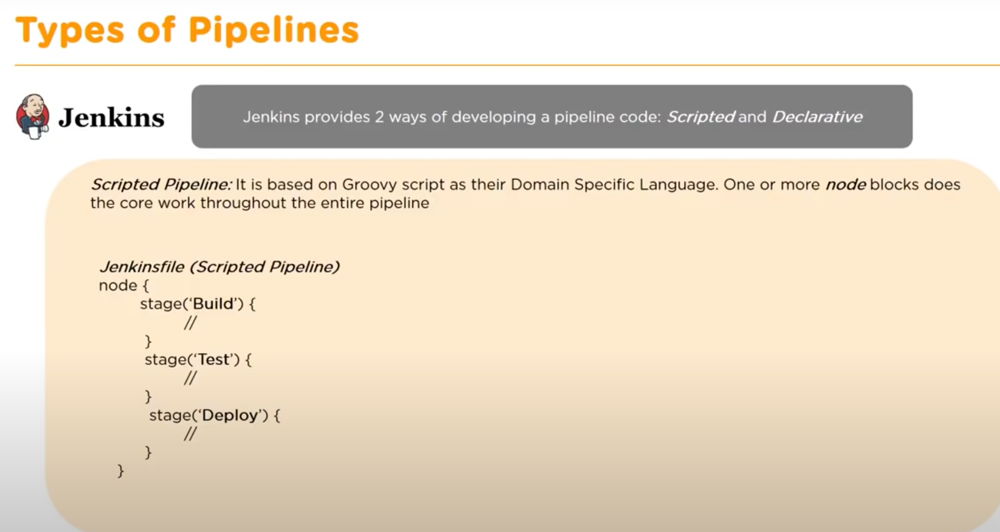 Types of Pipelines
Jenkins
Jenkins provides 2 ways of developing a pipeline code: Scripted and Declarative
Scripted Pipeline: It is based on Groovy script as their Domain Specific Language. One or more node blocks does
the core work throughout the entire pipeline
Jenkinsfile (Scripted Pipeline)
node {
stage(‘Build’) {
//
}
stage(‘Test’) {
//
}
stage(‘Deploy’) {
//
}
}